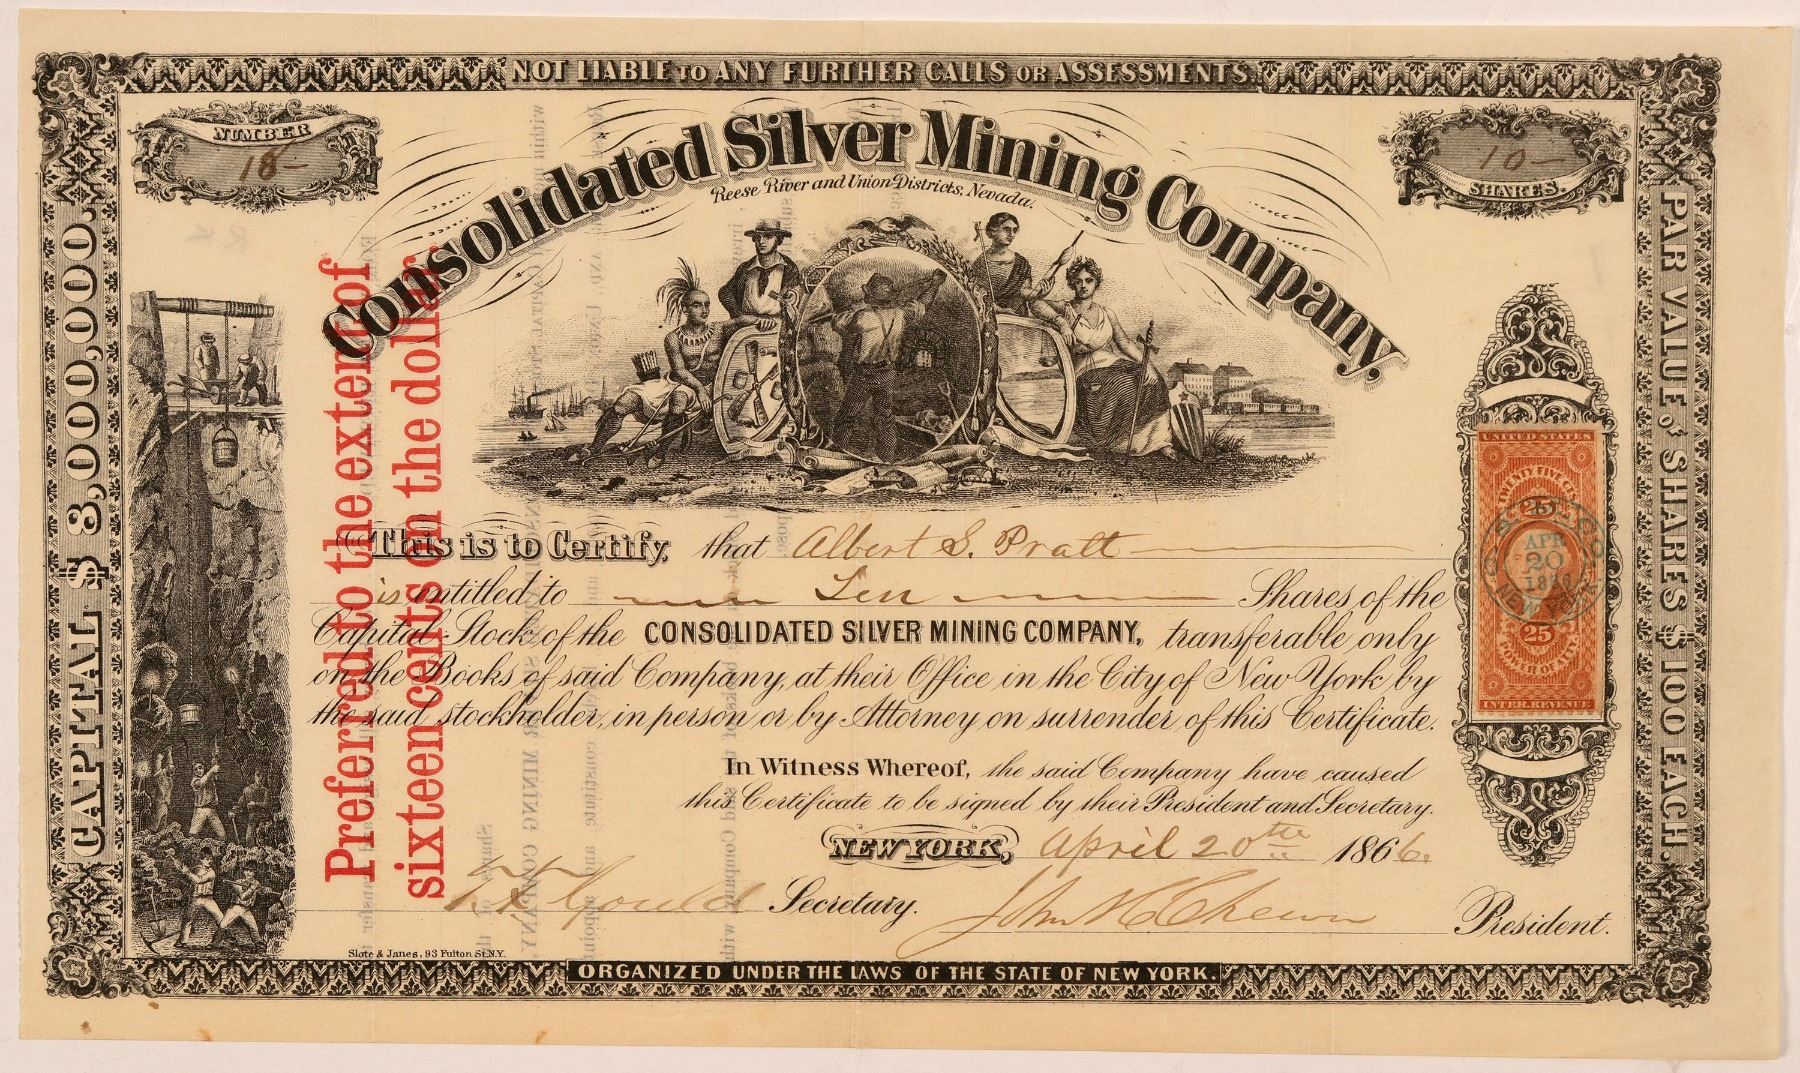 NOT LIABLE TO ANY FURTHER CALLS OR ASSESSMENTS.
NUMBER
18
10
SHARES.
Consolidated Silver Mining Company,
Reese River and Union Districts, Nevada.
CAPITAL $ 3,000,000.
PAR VALUE of SHARES $ 100 EACH.
Preferred to the extent of
sixteen cents on the dollar
This is to Certify, that Albert S. Pratt
is entitled to Ten Shares of the
Capital Stock of the CONSOLIDATED SILVER MINING COMPANY, transferable only
on the Books of said Company, at their Office in the City of New York by
the said stockholder, in person or by Attorney on surrender of this Certificate.
In Witness Whereof, the said Company have caused
this Certificate to be signed by their President and Secretary.
NEW YORK, April 20th 1866.
Gould Secretary. John President.
Slote & Janes, 93 Fulton St. N.Y.
ORGANIZED UNDER THE LAWS OF THE STATE OF NEW YORK.
UNITED STATES
TWENTY FIVE
25
APR
20
NEW YORK
25
POWER OF ATTY.
INTER. REVENUE